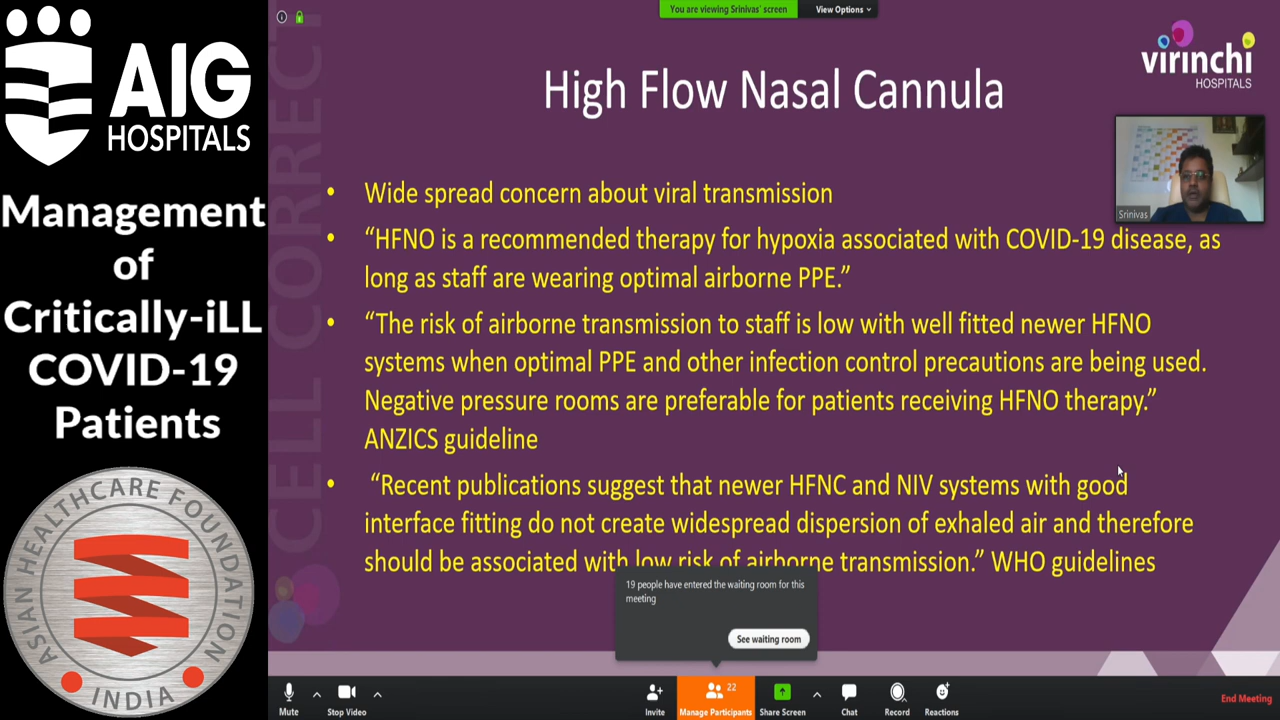 AIG
HOSPITALS
Management
of
Critically-iLL
COVID-19
Patients
ASIAN HEALTHCARE FOUNDATION
INDIA
You are viewing Srinivas' screen
View Options
virinchi
HOSPITALS
Srinivas
CELL CORRECT
High Flow Nasal Cannula
• Wide spread concern about viral transmission
• “HFNO is a recommended therapy for hypoxia associated with COVID-19 disease, as
long as staff are wearing optimal airborne PPE.”
• “The risk of airborne transmission to staff is low with well fitted newer HFNO
systems when optimal PPE and other infection control precautions are being used.
Negative pressure rooms are preferable for patients receiving HFNO therapy.”
ANZICS guideline
• “Recent publications suggest that newer HFNC and NIV systems with good
interface fitting do not create widespread dispersion of exhaled air and therefore
should be associated with low risk of airborne transmission.” WHO guidelines
19 people have entered the waiting room for this
meeting
See waiting room
Mute
Stop Video
Invite
22
Manage Participants
Share Screen
Chat
Record
Reactions
End Meeting